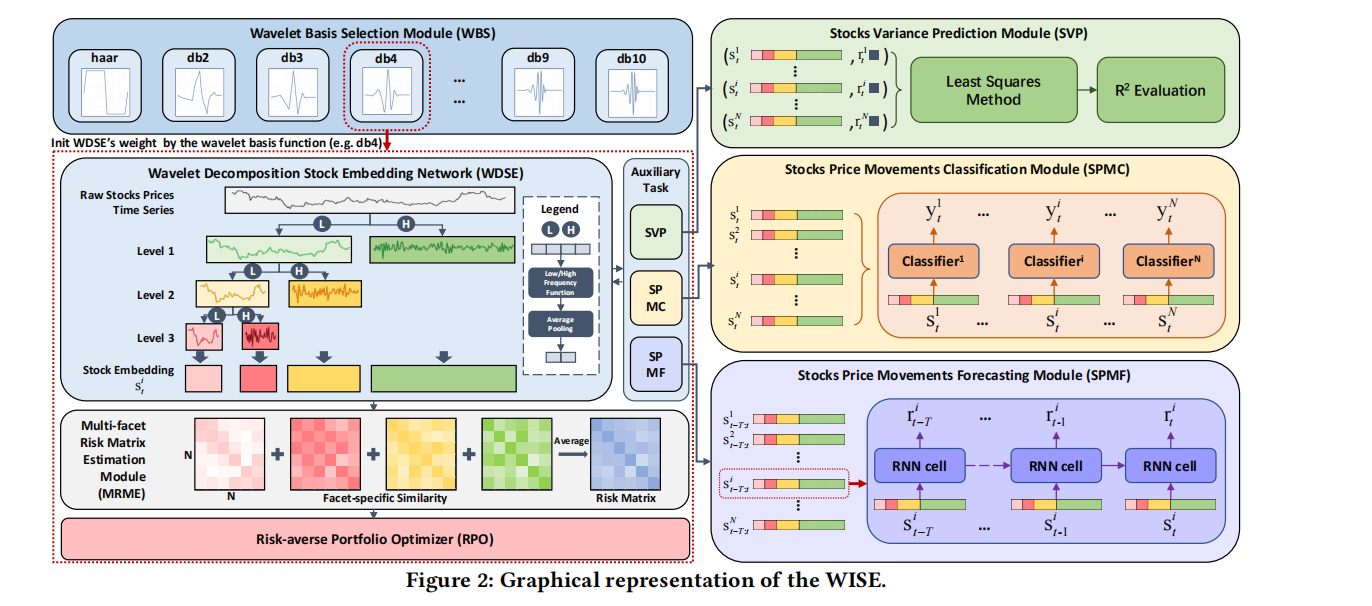 Wavelet Basis Selection Module (WBS)
haar
db2
db3
db4
...
...
db9
db10
Init WDSE's weight by the wavelet basis function (e.g. db4)
Wavelet Decomposition Stock Embedding Network (WDSE)
Raw Stocks Prices
Time Series
L
H
Level 1
L
H
Level 2
L
H
Level 3
Stock Embedding
s_t^i
Legend
L H
Low/High
Frequency
Function
Average
Pooling
Auxiliary
Task
SVP
SP
MC
SP
MF
Multi-facet
Risk Matrix
Estimation
Module
(MRME)
N
N
+
+
+
Average
Facet-specific Similarity
Risk Matrix
Risk-averse Portfolio Optimizer (RPO)
Stocks Variance Prediction Module (SVP)
(s_t^1 , r_t^1 )
⋮
(s_t^i , r_t^i )
⋮
(s_t^N , r_t^N )
Least Squares
Method
R² Evaluation
Stocks Price Movements Classification Module (SPMC)
s_t^1
s_t^2
⋮
s_t^i
⋮
s_t^N
y_t^1 ... y_t^i ... y_t^N
Classifier^1 Classifier^i Classifier^N
s_t^1 ... s_t^i ... s_t^N
Stocks Price Movements Forecasting Module (SPMF)
s_{t-T:t}^1
s_{t-T:t}^2
⋮
s_{t-T:t}^i
⋮
s_{t-T:t}^N
r_{t-T}^i ... r_{t-1}^i r_t^i
RNN cell RNN cell RNN cell
s_{t-T}^i ... s_{t-1}^i s_t^i
Figure 2: Graphical representation of the WISE.